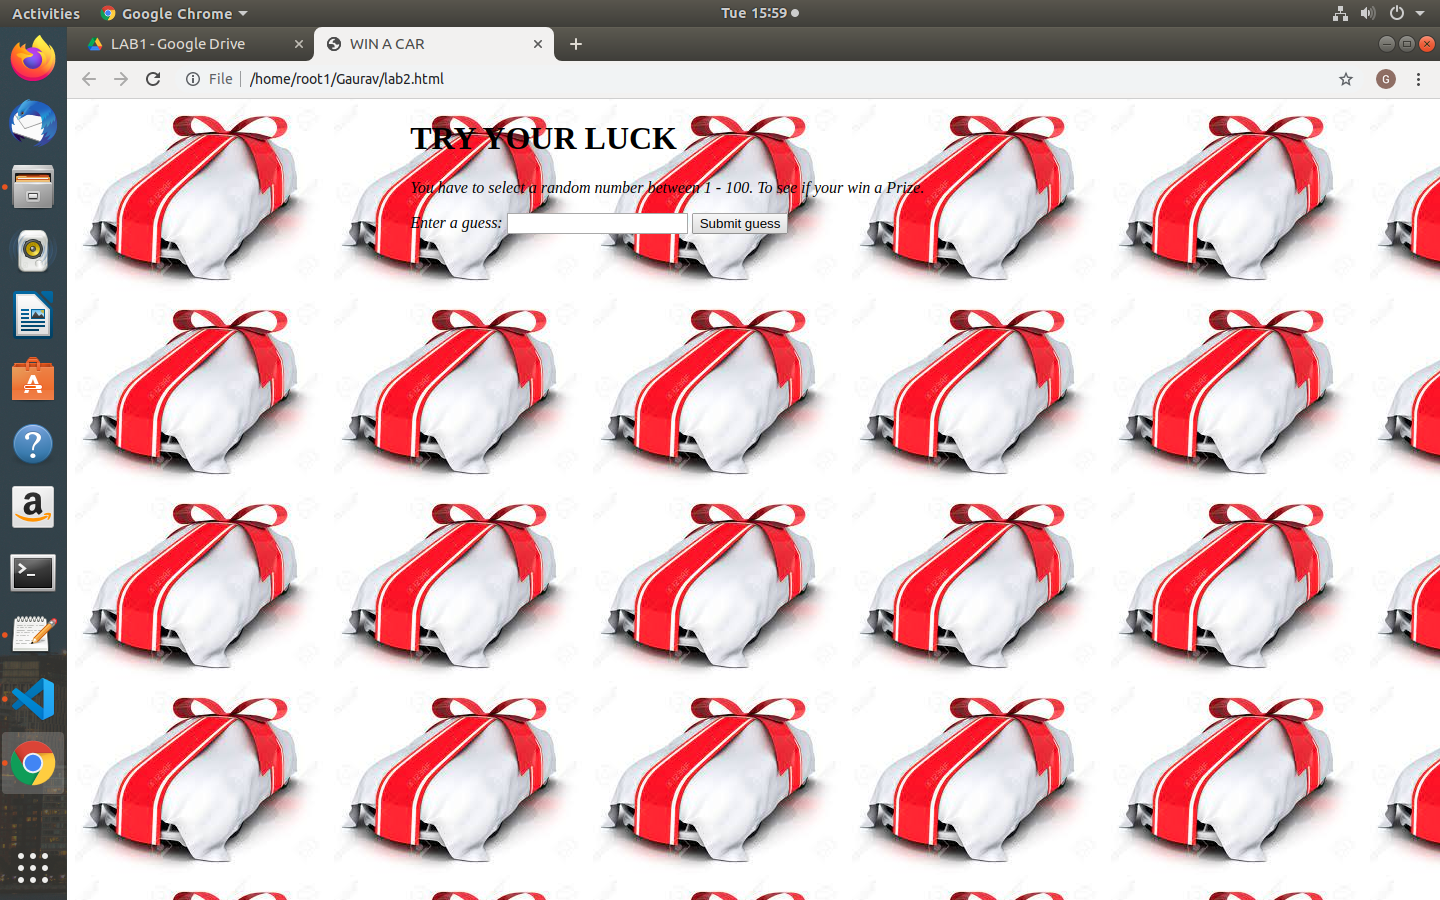 Activities Google Chrome Tue 15:59
LAB1 - Google Drive WIN A CAR
File /home/root1/Gaurav/lab2.html G
TRY YOUR LUCK
You have to select a random number between 1 - 100. To see if your win a Prize.
Enter a guess: Submit guess